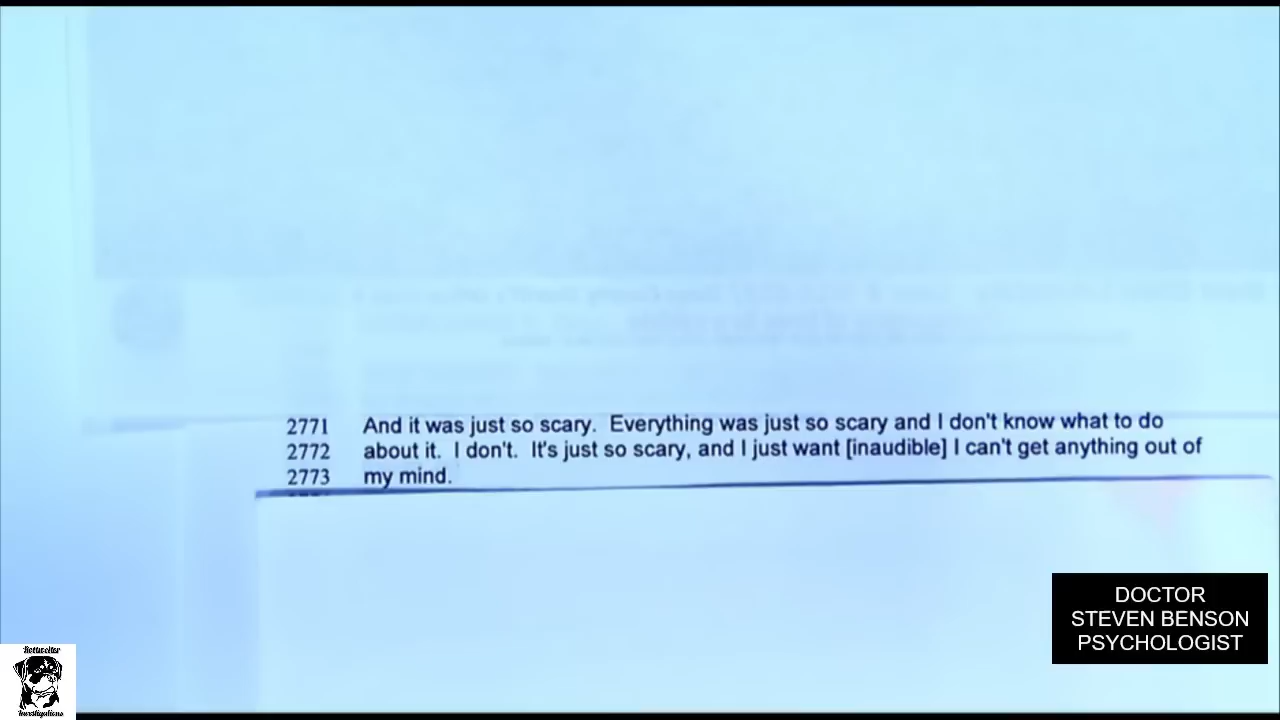 2771 And it was just so scary. Everything was just so scary and I don't know what to do
2772 about it. I don't. It's just so scary, and I just want [inaudible] I can't get anything out of
2773 my mind.
DOCTOR
STEVEN BENSON
PSYCHOLOGIST
Rottweiler
Investigations